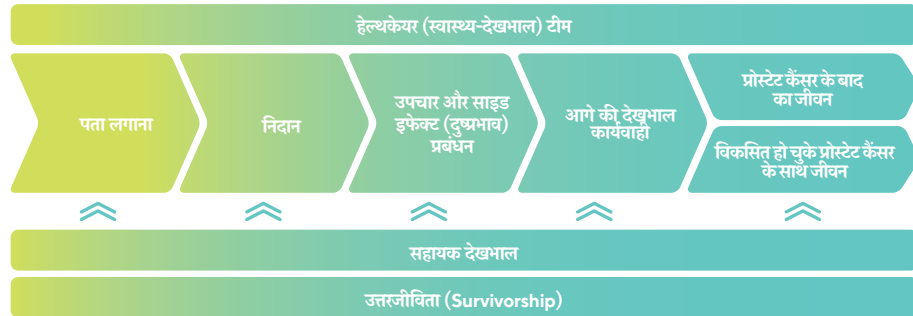 हेल्थकेयर (स्वास्थ्य-देखभाल) टीम
पता लगाना
निदान
उपचार और साइड
इफेक्ट (दुष्प्रभाव)
प्रबंधन
आगे की देखभाल
कार्यवाही
प्रोस्टेट कैंसर के बाद
का जीवन
विकसित हो चुके प्रोस्टेट कैंसर
के साथ जीवन
सहायक देखभाल
उत्तरजीविता (Survivorship)